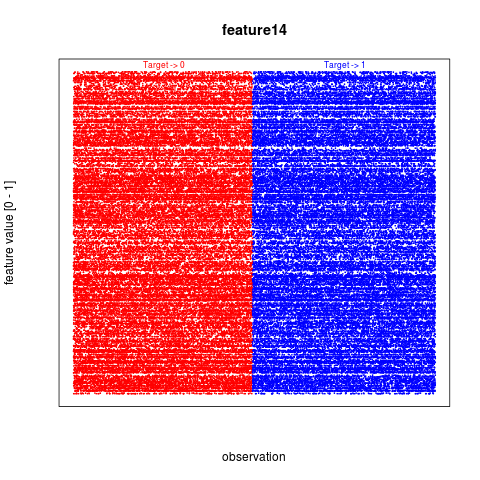 feature14
Target -> 0
Target -> 1
feature value [0 - 1]
observation